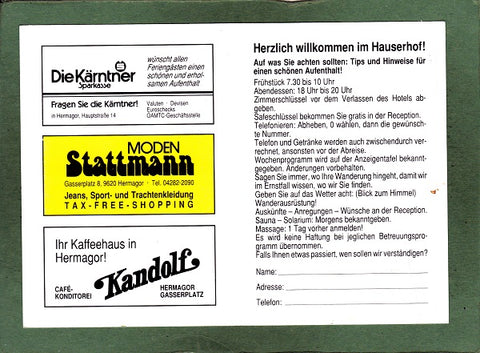 Die Kärntner
Sparkasse
wünscht allen
Feriengästen einen
schönen und erhol-
samen Aufenthalt
Fragen Sie die Kärntner!
in Hermagor, Hauptstraße 14
Valuten · Devisen
Euroschecks
ÖAMTC-Geschäftsstelle
MODEN
Stattmann
Gasserplatz 8, 9620 Hermagor · Tel. 04282-2090
Jeans, Sport- und Trachtenkleidung
TAX-FREE-SHOPPING
Ihr Kaffeehaus in
Hermagor!
Kandolf
CAFÉ-
KONDITOREI
HERMAGOR
GASSERPLATZ
Herzlich willkommen im Hauserhof!
Auf was Sie achten sollten: Tips und Hinweise für
einen schönen Aufenthalt!
Frühstück 7.30 bis 10 Uhr
Abendessen: 18 Uhr bis 20 Uhr
Zimmerschlüssel vor dem Verlassen des Hotels ab-
geben.
Safeschlüssel bekommen Sie gratis in der Reception.
Telefonieren: Abheben, 0 wählen, dann die gewünsch-
te Nummer.
Telefon und Getränke werden auch zwischendurch ver-
rechnet, ansonsten vor der Abreise.
Wochenprogramm wird auf der Anzeigentafel bekannt-
gegeben. Änderungen vorbehalten.
Sagen Sie immer, wo Ihre Wanderung hingeht, damit wir
im Ernstfall wissen, wo wir Sie finden.
Geben Sie auf das Wetter acht: (Blick zum Himmel)
Wanderausrüstung!
Auskünfte – Anregungen – Wünsche an der Reception.
Sauna – Solarium: Morgens bekanntgeben.
Massage: 1 Tag vorher anmelden!
Es wird keine Haftung bei jeglichen Betreuungspro-
gramm übernommen.
Falls Ihnen etwas passiert, wen sollen wir verständigen?
Name:
Adresse:
Telefon: